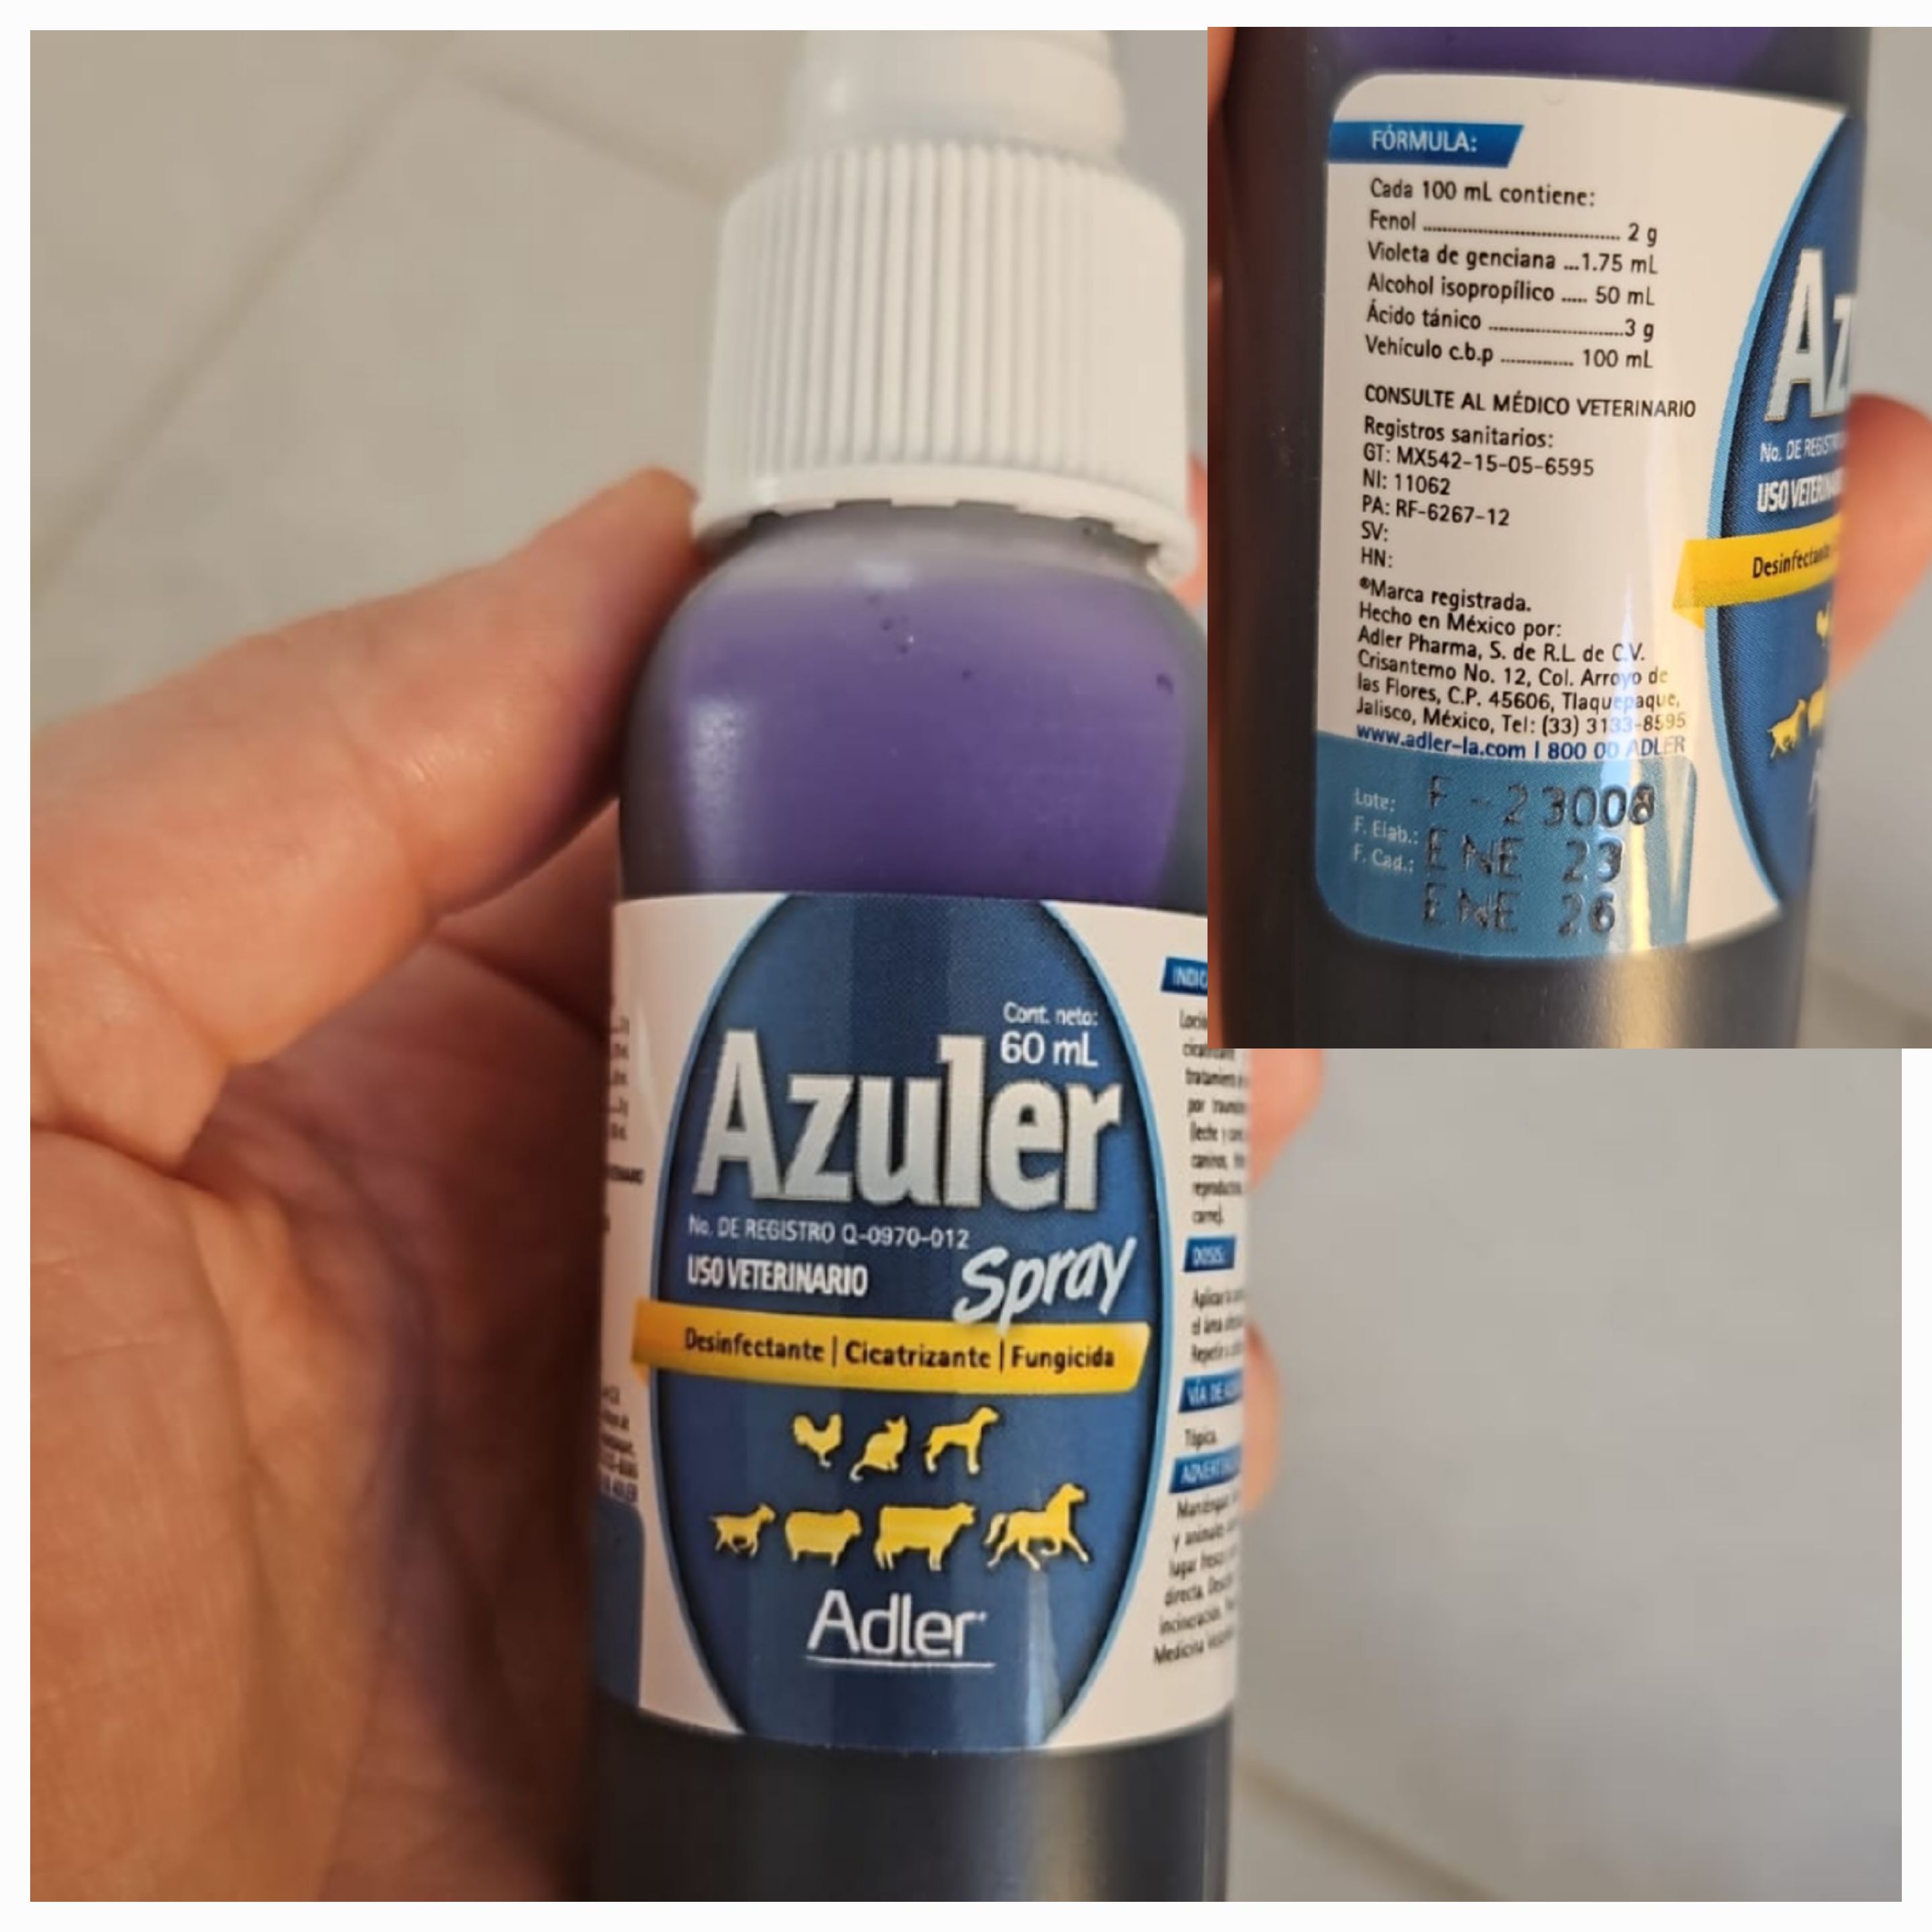 Cont. neto:
60 mL
Azuler
No. DE REGISTRO Q-0970-012
USO VETERINARIO
Spray
Desinfectante | Cicatrizante | Fungicida
Adler
DOSIS:
Tópica.
FÓRMULA:
Cada 100 mL contiene:
Fenol ........................................ 2 g
Violeta de genciana ...1.75 mL
Alcohol isopropílico ..... 50 mL
Ácido tánico ...........................3 g
Vehículo c.b.p .............. 100 mL
CONSULTE AL MÉDICO VETERINARIO
Registros sanitarios:
GT: MX542-15-05-6595
NI: 11062
PA: RF-6267-12
SV:
HN:
®Marca registrada.
Hecho en México por:
Adler Pharma, S. de R.L. de C.V.
Crisantemo No. 12, Col. Arroyo de
las Flores, C.P. 45606, Tlaquepaque,
Jalisco, México, Tel: (33) 3133-8595
www.adler-la.com | 800 00 ADLER
Lote: F-23008
F. Elab.: ENE 23
F. Cad.: ENE 26